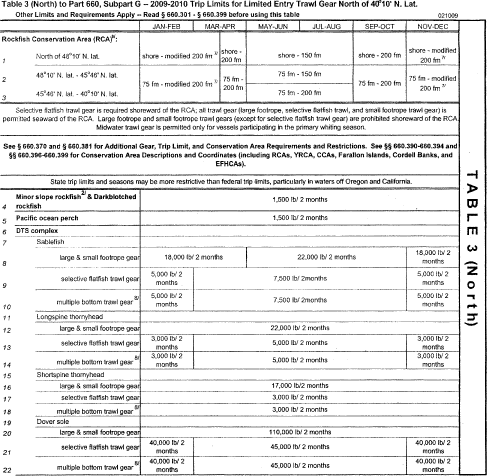 Table 3 (North) to Part 660, Subpart G -- 2009-2010 Trip Limits for Limited Entry Trawl Gear North of 40°10' N. Lat.
Other Limits and Requirements Apply -- Read § 660.301 - § 660.399 before using this table 021009
JAN-FEB MAR-APR MAY-JUN JUL-AUG SEP-OCT NOV-DEC
Rockfish Conservation Area (RCA)6/:
1 North of 48°10' N. lat. shore - modified 200 fm 7/ shore - 200 fm shore - 150 fm shore - 200 fm shore - modified 200 fm 7/
2 48°10' N. lat. - 45°46' N. lat. 75 fm - modified 200 fm 7/ 75 fm - 200 fm 75 fm - 150 fm 75 fm - 200 fm 75 fm - modified 200 fm 7/
3 45°46' N. lat. - 40°10' N. lat. 75 fm - 200 fm
Selective flatfish trawl gear is required shoreward of the RCA; all trawl gear (large footrope, selective flatfish trawl, and small footrope trawl gear) is
permitted seaward of the RCA. Large footrope and small footrope trawl gears (except for selective flatfish trawl gear) are prohibited shoreward of the RCA.
Midwater trawl gear is permitted only for vessels participating in the primary whiting season.
See § 660.370 and § 660.381 for Additional Gear, Trip Limit, and Conservation Area Requirements and Restrictions. See §§ 660.390-660.394 and
§§ 660.396-660.399 for Conservation Area Descriptions and Coordinates (including RCAs, YRCA, CCAs, Farallon Islands, Cordell Banks, and
EFHCAs).
State trip limits and seasons may be more restrictive than federal trip limits, particularly in waters off Oregon and California.
4 Minor slope rockfish2/ & Darkblotched rockfish 1,500 lb/ 2 months
5 Pacific ocean perch 1,500 lb/ 2 months
6 DTS complex
7 Sablefish
8 large & small footrope gear 18,000 lb/ 2 months 22,000 lb/ 2 months 18,000 lb/ 2 months
9 selective flatfish trawl gear 5,000 lb/ 2 months 7,500 lb/ 2months 5,000 lb/ 2 months
10 multiple bottom trawl gear 8/ 5,000 lb/ 2 months 7,500 lb/ 2months 5,000 lb/ 2 months
11 Longspine thornyhead
12 large & small footrope gear 22,000 lb/ 2 months
13 selective flatfish trawl gear 3,000 lb/ 2 months 5,000 lb/ 2 months 3,000 lb/ 2 months
14 multiple bottom trawl gear 8/ 3,000 lb/ 2 months 5,000 lb/ 2 months 3,000 lb/ 2 months
15 Shortspine thornyhead
16 large & small footrope gear 17,000 lb/2 months
17 selective flatfish trawl gear 3,000 lb/ 2 months
18 multiple bottom trawl gear 8/ 3,000 lb/ 2 months
19 Dover sole
20 large & small footrope gear 110,000 lb/ 2 months
21 selective flatfish trawl gear 40,000 lb/ 2 months 45,000 lb/ 2 months 40,000 lb/ 2 months
22 multiple bottom trawl gear 8/ 40,000 lb/ 2 months 45,000 lb/ 2 months 40,000 lb/ 2 months
TABLE 3 (North)